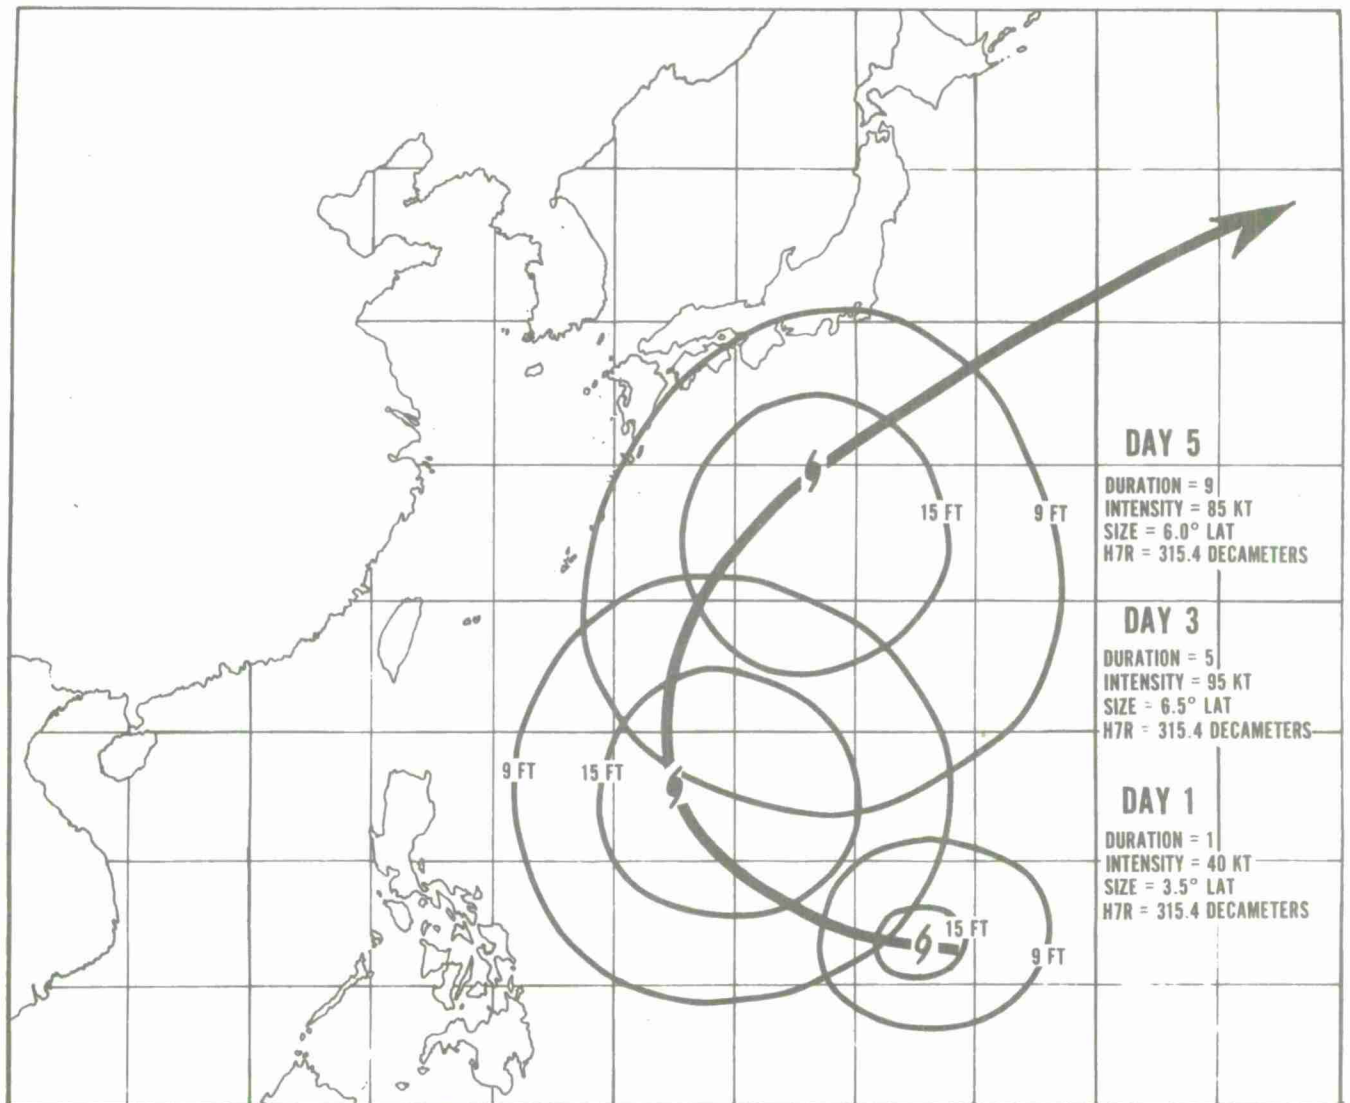 DAY 5
DURATION = 9
INTENSITY = 85 KT
SIZE = 6.0° LAT
H7R = 315.4 DECAMETERS
15 FT
9 FT
DAY 3
DURATION = 5
INTENSITY = 95 KT
SIZE = 6.5° LAT
H7R = 315.4 DECAMETERS
9 FT
15 FT
DAY 1
DURATION = 1
INTENSITY = 40 KT
SIZE = 3.5° LAT
H7R = 315.4 DECAMETERS
15 FT
9 FT